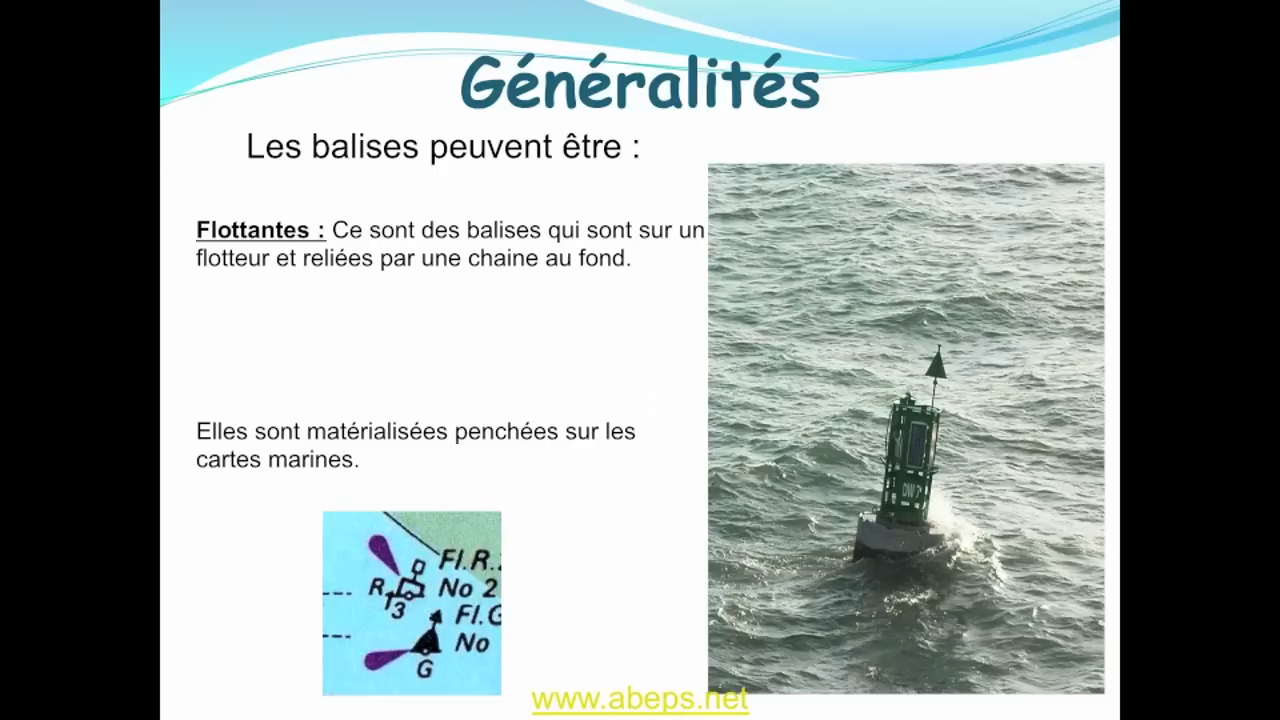 Généralités
Les balises peuvent être :
Flottantes : Ce sont des balises qui sont sur un
flotteur et reliées par une chaine au fond.
Elles sont matérialisées penchées sur les
cartes marines.
Fl.R.
R
No 2
13
Fl.G
No
G
www.abeps.net